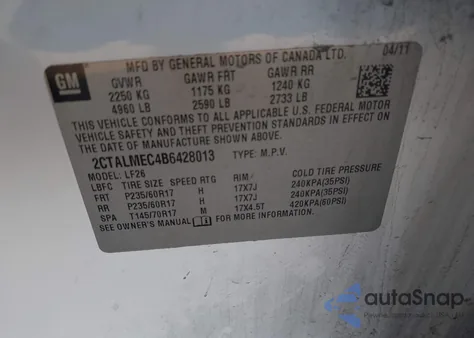 GM
MFD BY GENERAL MOTORS OF CANADA LTD.
04/11
GVWR GAWR FRT GAWR RR
2250 KG 1175 KG 1240 KG
4960 LB 2590 LB 2733 LB
THIS VEHICLE CONFORMS TO ALL APPLICABLE U.S. FEDERAL MOTOR
VEHICLE SAFETY AND THEFT PREVENTION STANDARDS IN EFFECT ON
THE DATE OF MANUFACTURE SHOWN ABOVE.
2CTALMEC4B6428013 TYPE: M.P.V.
MODEL: LF26
LBFC TIRE SIZE SPEED RTG RIM COLD TIRE PRESSURE
FRT P235/60R17 H 17X7J 240KPA(35PSI)
RR P235/60R17 H 17X7J 240KPA(35PSI)
SPA T145/70R17 M 17X4.5T 420KPA(60PSI)
SEE OWNER'S MANUAL FOR MORE INFORMATION.
autoSnap